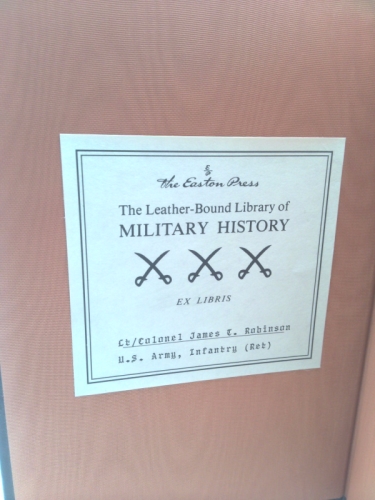 The Easton Press
The Leather-Bound Library of
MILITARY HISTORY
EX LIBRIS
Lt/Colonel James C. Robinson
U.S. Army, Infantry (Ret)